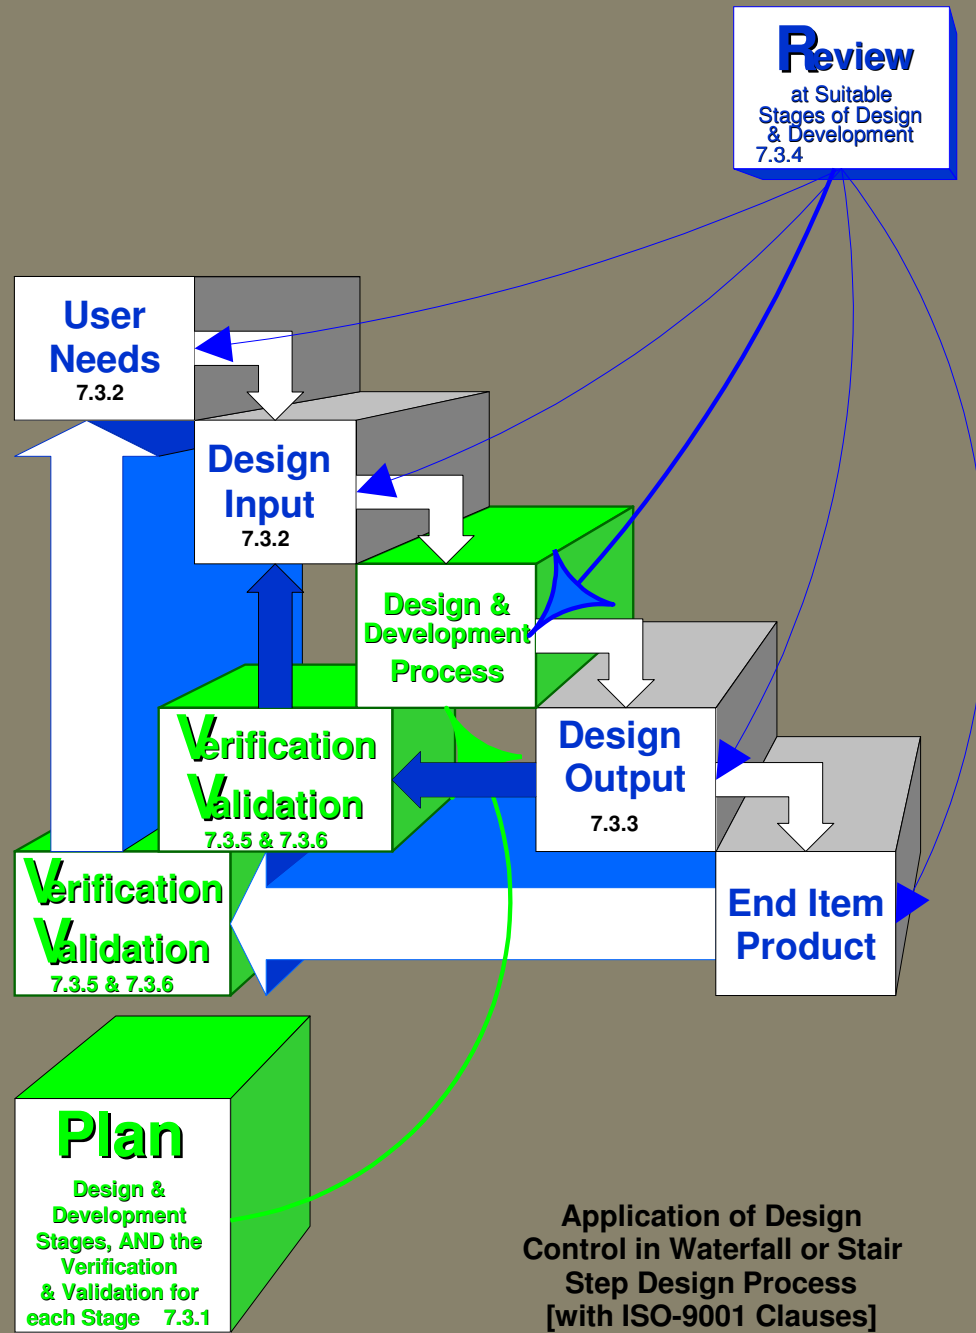 Review
at Suitable
Stages of Design
& Development
7.3.4
User
Needs
7.3.2
Design
Input
7.3.2
Design &
Development
Process
Verification
Validation
7.3.5 & 7.3.6
Design
Output
7.3.3
Verification
Validation
7.3.5 & 7.3.6
End Item
Product
Plan
Design &
Development
Stages, AND the
Verification
& Validation for
each Stage 7.3.1
Application of Design
Control in Waterfall or Stair
Step Design Process
[with ISO-9001 Clauses]